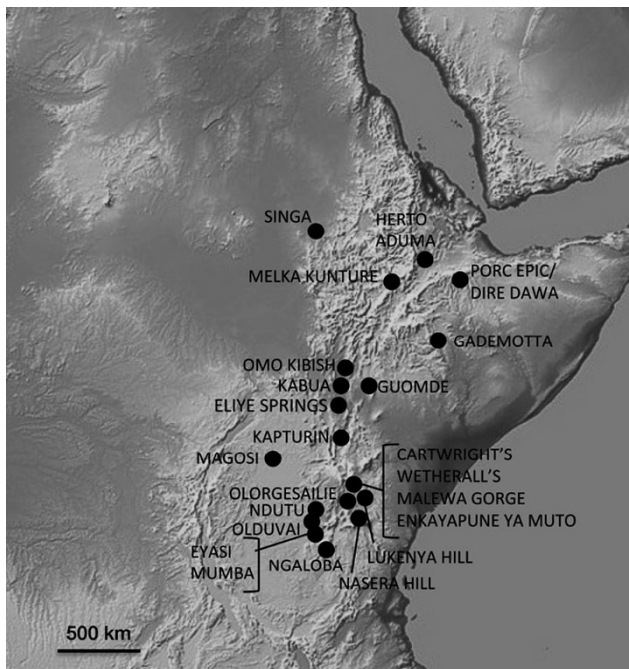 SINGA
HERTO
ADUMA
MELKA KUNTURE
PORC EPIC/
DIRE DAWA
GADEMOTTA
OMO KIBISH
KABUA
GUOMDE
ELIYE SPRINGS
KAPTURIN
MAGOSI
CARTWRIGHT'S
WETHERALL'S
MALEWA GORGE
ENKAYAPUNE YA MUTO
OLORGESAILIE
NDUTU
OLDUVAI
EYASI
MUMBA
NGALOBA
LUKENYA HILL
NASERA HILL
500 km